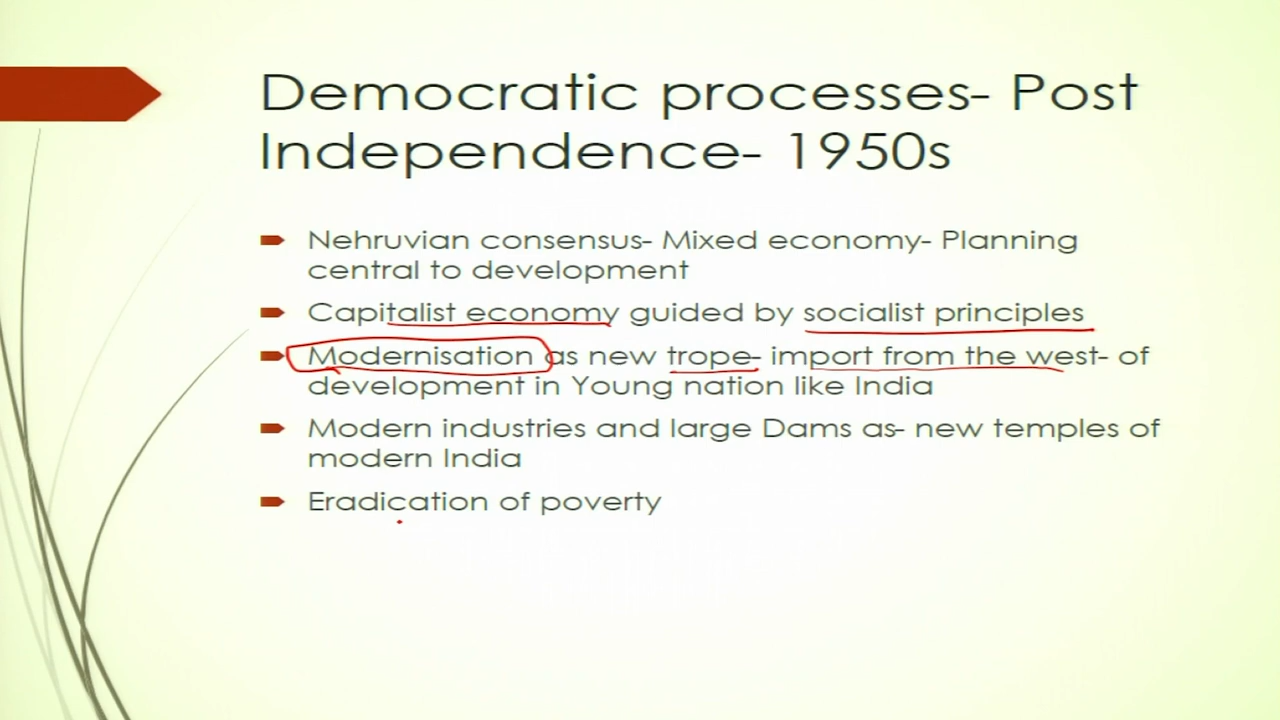 Democratic processes- Post
Independence- 1950s
Nehruvian consensus- Mixed economy- Planning
central to development
Capitalist economy guided by socialist principles
Modernisation as new trope- import from the west- of
development in Young nation like India
Modern industries and large Dams as- new temples of
modern India
Eradication of poverty